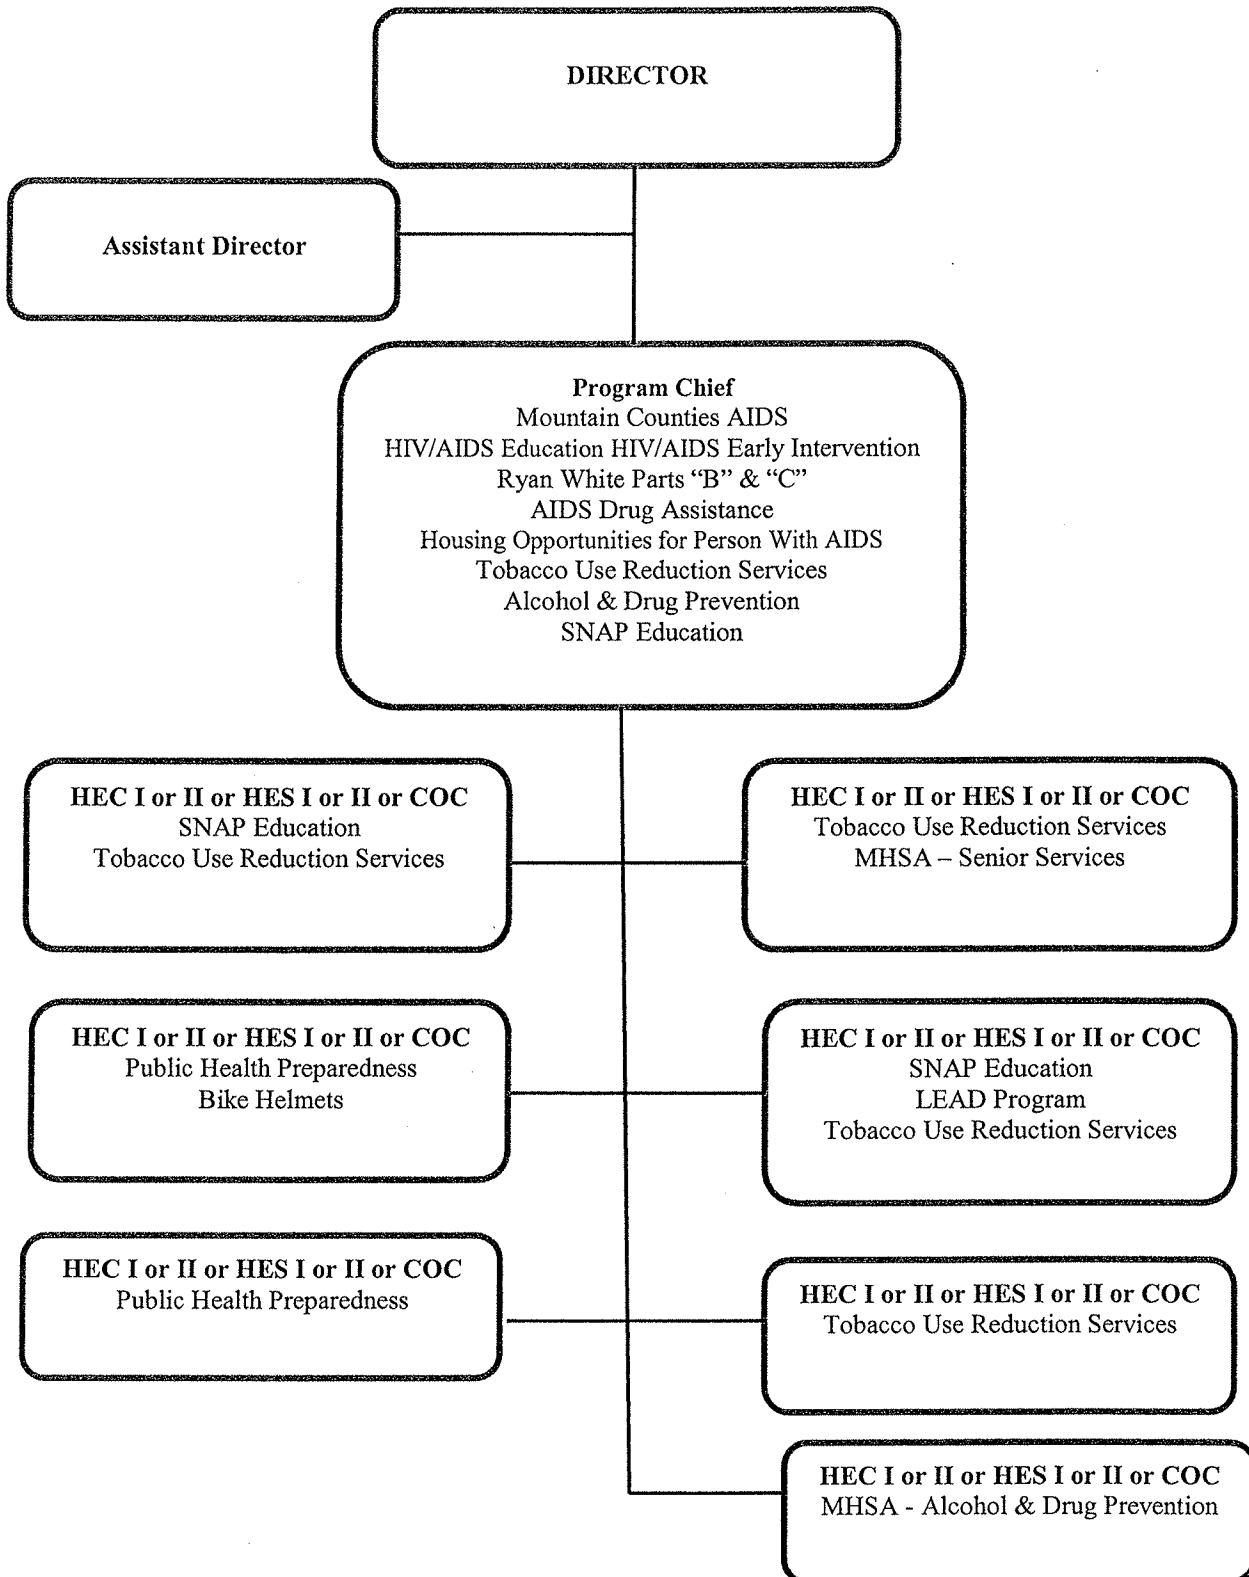 DIRECTOR
Assistant Director
Program Chief
Mountain Counties AIDS
HIV/AIDS Education HIV/AIDS Early Intervention
Ryan White Parts “B” & “C”
AIDS Drug Assistance
Housing Opportunities for Person With AIDS
Tobacco Use Reduction Services
Alcohol & Drug Prevention
SNAP Education
HEC I or II or HES I or II or COC
SNAP Education
Tobacco Use Reduction Services
HEC I or II or HES I or II or COC
Tobacco Use Reduction Services
MHSA – Senior Services
HEC I or II or HES I or II or COC
Public Health Preparedness
Bike Helmets
HEC I or II or HES I or II or COC
SNAP Education
LEAD Program
Tobacco Use Reduction Services
HEC I or II or HES I or II or COC
Public Health Preparedness
HEC I or II or HES I or II or COC
Tobacco Use Reduction Services
HEC I or II or HES I or II or COC
MHSA - Alcohol & Drug Prevention